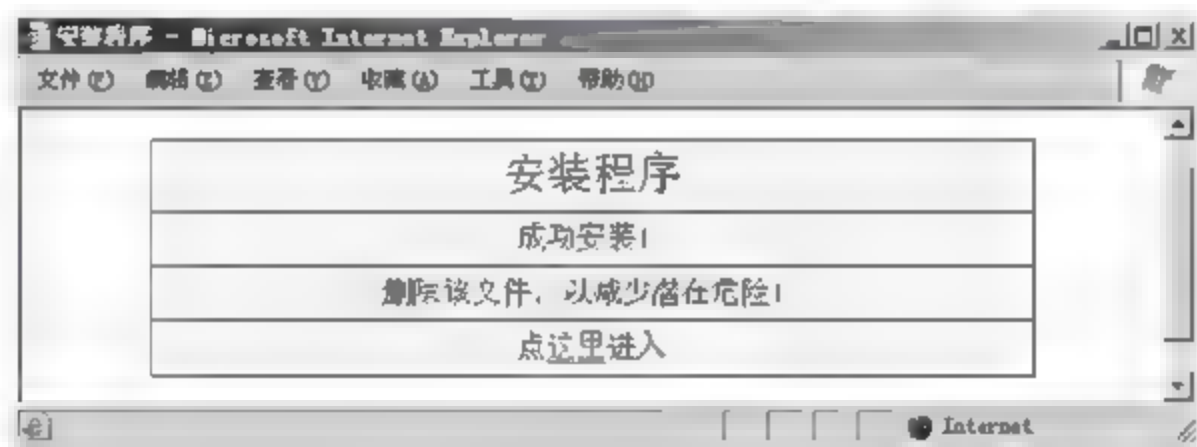 安装程序 - Microsoft Internet Explorer
文件(F) 编辑(E) 查看(V) 收藏(A) 工具(T) 帮助(H)
安装程序
成功安装!
删除该文件，以减少潜在危险!
点这里进入
Internet